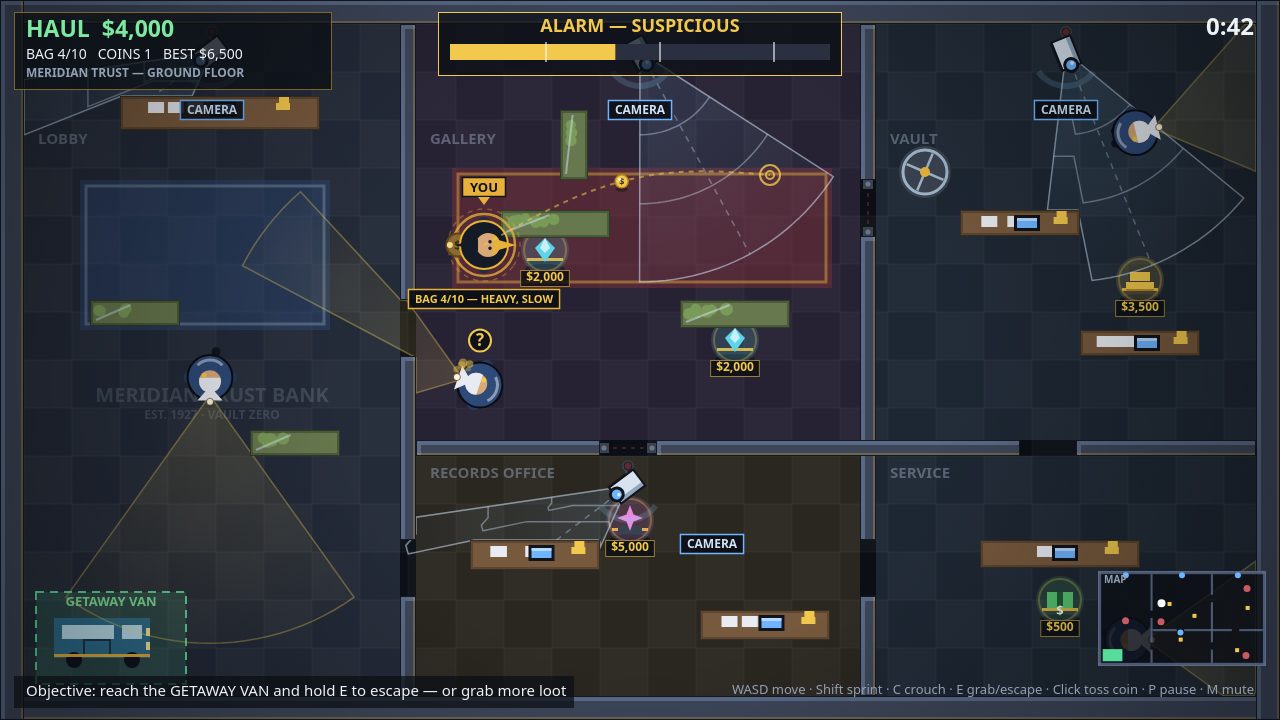 HAUL $4,000
BAG 4/10 COINS 1 BEST $6,500
MERIDIAN TRUST — GROUND FLOOR
ALARM — SUSPICIOUS
0:42
CAMERA
CAMERA
CAMERA
LOBBY
GALLERY
VAULT
YOU
$
$2,000
BAG 4/10 — HEAVY, SLOW
$3,500
?
$2,000
MERIDIAN TRUST BANK
EST. 1927 · VAULT ZERO
RECORDS OFFICE
SERVICE
$5,000
CAMERA
MAP
GETAWAY VAN
$
$500
Objective: reach the GETAWAY VAN and hold E to escape — or grab more loot
WASD move · Shift sprint · C crouch · E grab/escape · Click toss coin · P pause · M mute